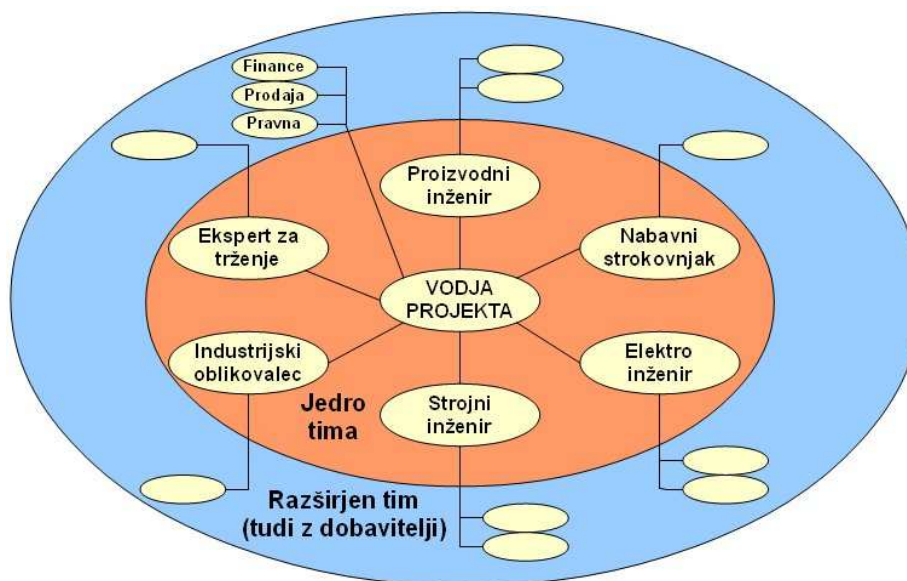 Finance
Prodaja
Pravna
Proizvodni
inženir
Ekspert za
trženje
Nabavni
strokovnjak
VODJA
PROJEKTA
Industrijski
oblikovalec
Elektro
inženir
Jedro
tima
Strojni
inženir
Razširjen tim
(tudi z dobavitelji)